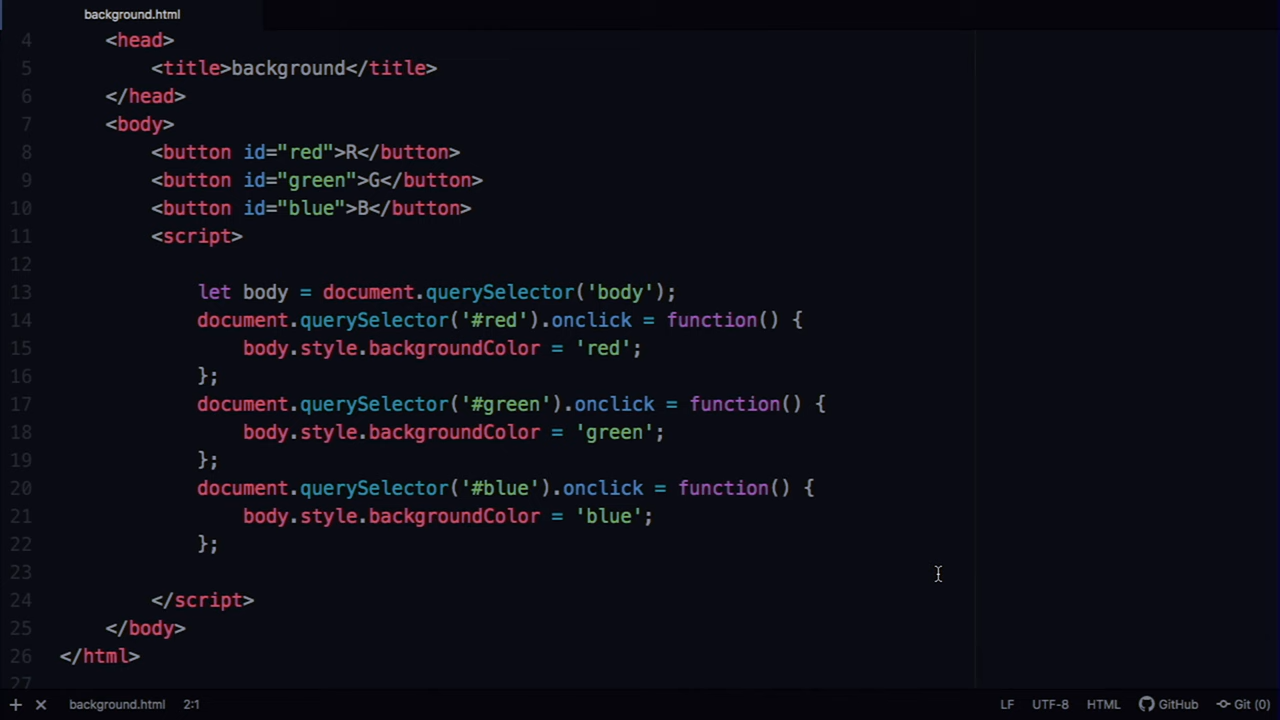 background.html
4 <head>
5 <title>background</title>
6 </head>
7 <body>
8 <button id="red">R</button>
9 <button id="green">G</button>
10 <button id="blue">B</button>
11 <script>
12
13 let body = document.querySelector('body');
14 document.querySelector('#red').onclick = function() {
15 body.style.backgroundColor = 'red';
16 };
17 document.querySelector('#green').onclick = function() {
18 body.style.backgroundColor = 'green';
19 };
20 document.querySelector('#blue').onclick = function() {
21 body.style.backgroundColor = 'blue';
22 };
23
24 </script>
25 </body>
26 </html>
27
background.html 2:1 LF UTF-8 HTML GitHub Git (0)